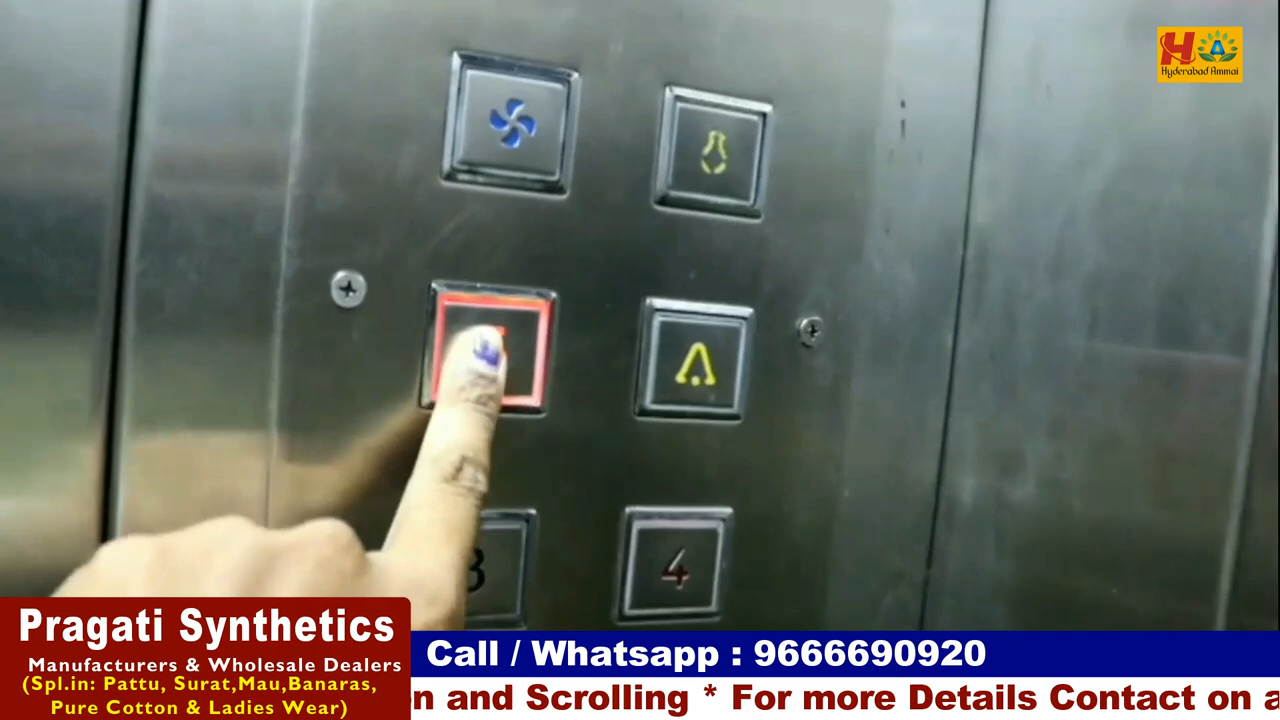 H
Hyderabad Ammai
3
4
Pragati Synthetics
Manufacturers & Wholesale Dealers
(Spl.in: Pattu, Surat,Mau,Banaras,
Pure Cotton & Ladies Wear)
Call / Whatsapp : 9666690920
n and Scrolling * For more Details Contact on a